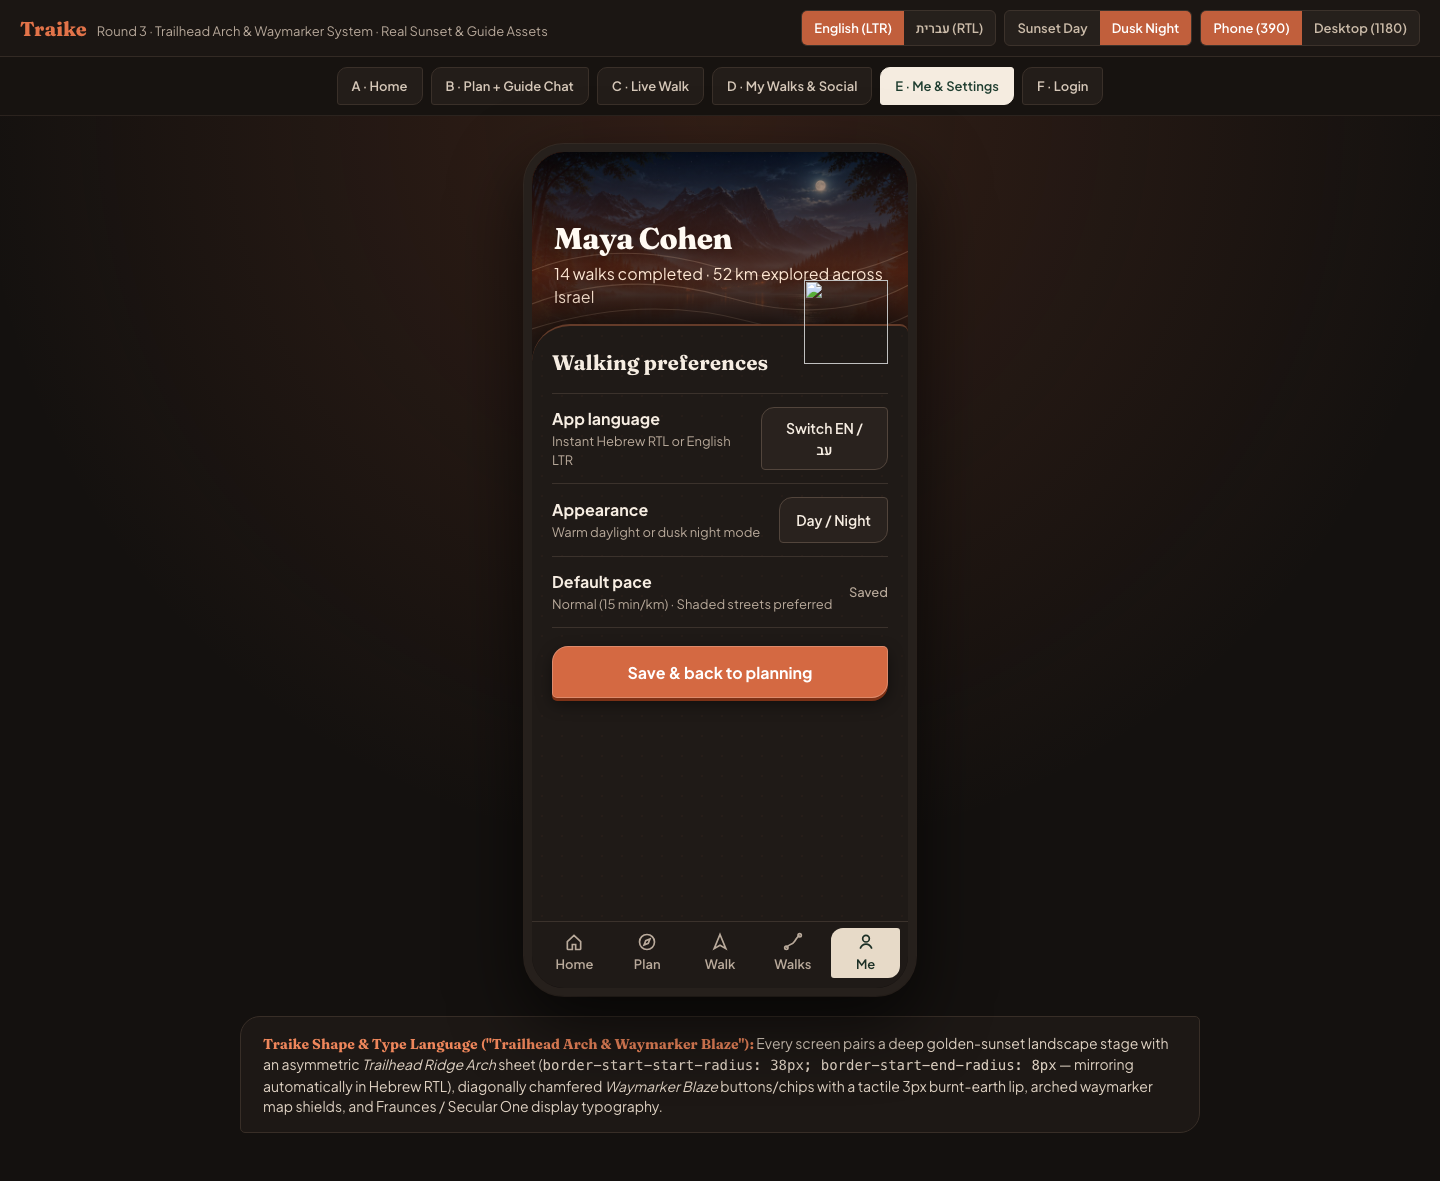 Traike Round 3 · Trailhead Arch & Waymarker System · Real Sunset & Guide Assets
English (LTR) עברית (RTL) Sunset Day Dusk Night Phone (390) Desktop (1180)
A · Home B · Plan + Guide Chat C · Live Walk D · My Walks & Social E · Me & Settings F · Login
Maya Cohen
14 walks completed · 52 km explored across
Israel
Walking preferences
App language
Instant Hebrew RTL or English
LTR
Switch EN /
עב
Appearance
Warm daylight or dusk night mode
Day / Night
Default pace
Normal (15 min/km) · Shaded streets preferred
Saved
Save & back to planning
Home Plan Walk Walks Me
Traike Shape & Type Language ("Trailhead Arch & Waymarker Blaze"): Every screen pairs a deep golden-sunset landscape stage with
an asymmetric Trailhead Ridge Arch sheet (border-start-start-radius: 38px; border-start-end-radius: 8px — mirroring
automatically in Hebrew RTL), diagonally chamfered Waymarker Blaze buttons/chips with a tactile 3px burnt-earth lip, arched waymarker
map shields, and Fraunces / Secular One display typography.